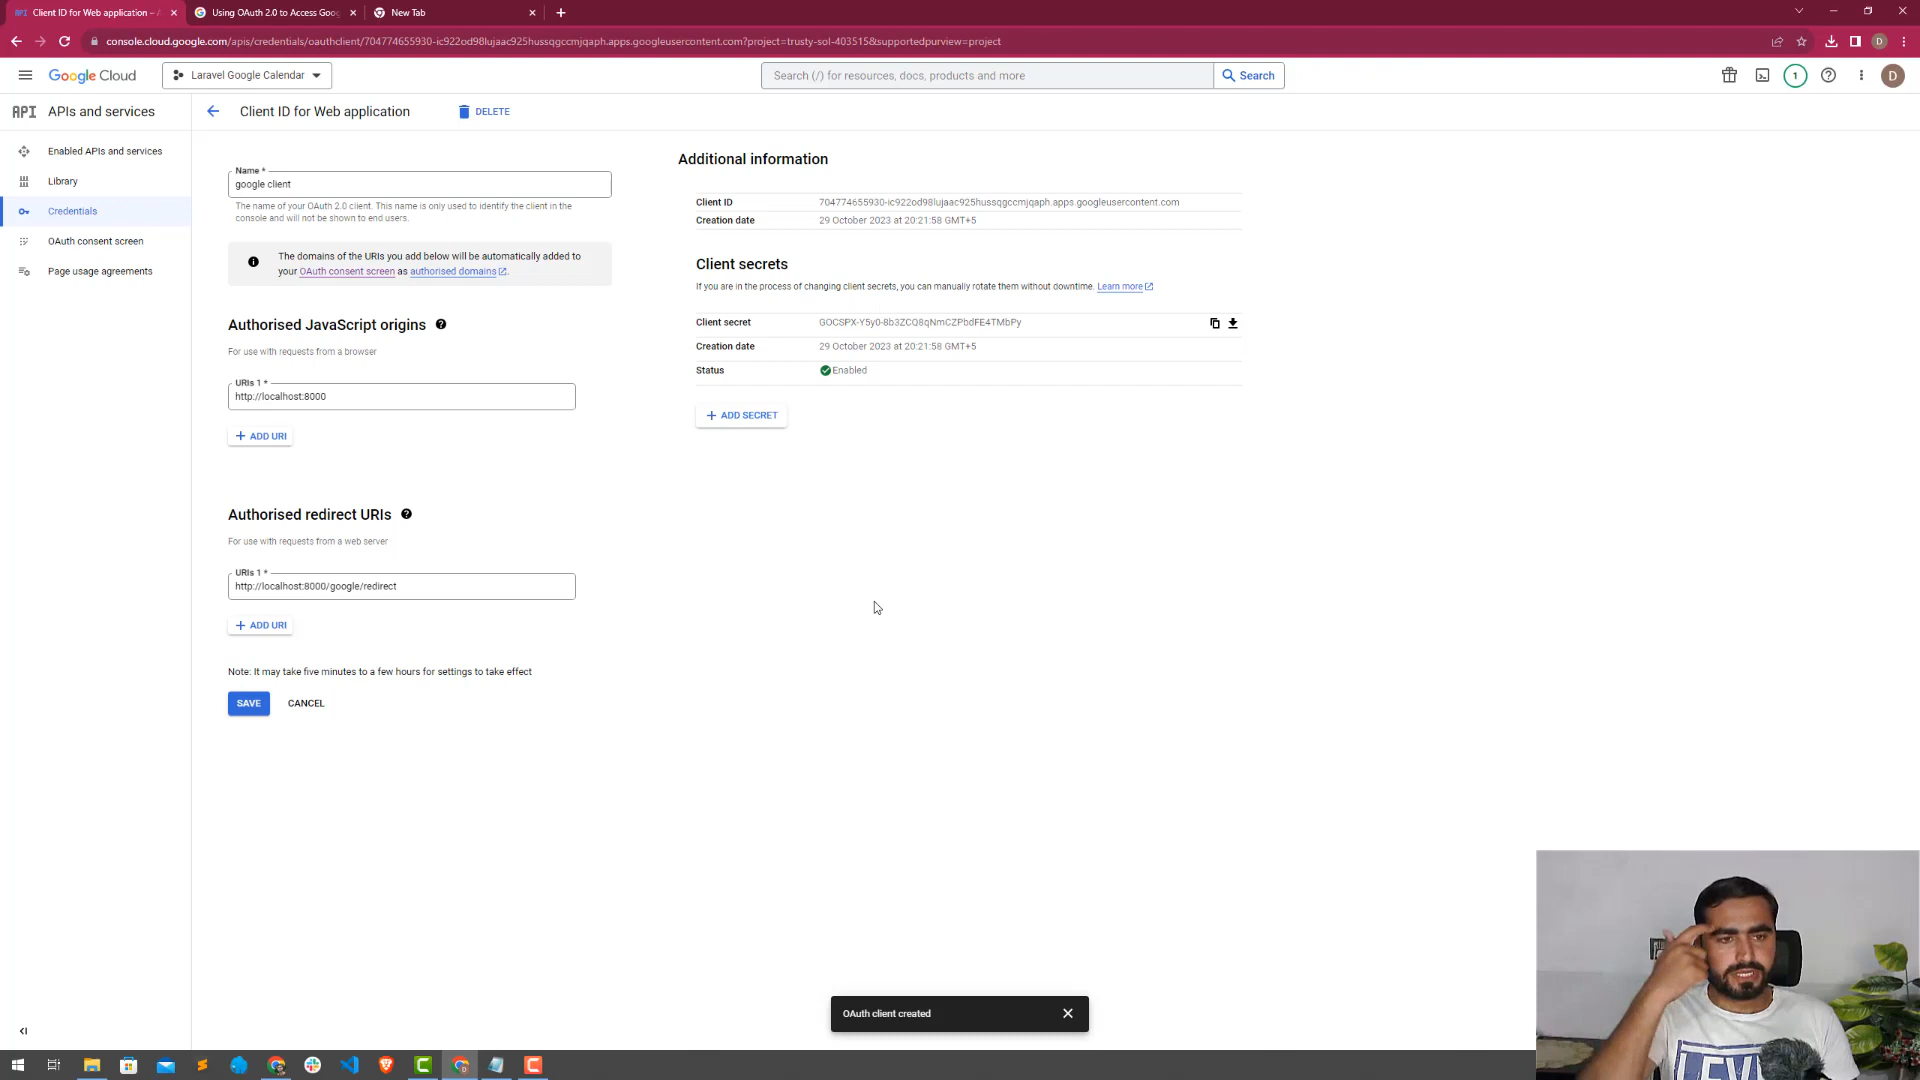 Client ID for Web application –
Using OAuth 2.0 to Access Goo
New Tab
console.cloud.google.com/apis/credentials/oauthclient/704774655930-ic922od98lujaac925hussqgccmjqaph.apps.googleusercontent.com?project=trusty-sol-403515&supportedpurview=project
D
Google Cloud
Laravel Google Calendar
Search (/) for resources, docs, products and more
Search
1
D
API
APIs and services
Client ID for Web application
DELETE
Enabled APIs and services
Library
Credentials
OAuth consent screen
Page usage agreements
Name *
google client
The name of your OAuth 2.0 client. This name is only used to identify the client in the
console and will not be shown to end users.
The domains of the URIs you add below will be automatically added to
your OAuth consent screen as authorised domains.
Authorised JavaScript origins
For use with requests from a browser
URIs 1 *
http://localhost:8000
ADD URI
Authorised redirect URIs
For use with requests from a web server
URIs 1 *
http://localhost:8000/google/redirect
ADD URI
Note: It may take five minutes to a few hours for settings to take effect
SAVE
CANCEL
Additional information
Client ID
704774655930-ic922od98lujaac925hussqgccmjqaph.apps.googleusercontent.com
Creation date
29 October 2023 at 20:21:58 GMT+5
Client secrets
If you are in the process of changing client secrets, you can manually rotate them without downtime. Learn more
Client secret
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
Creation date
29 October 2023 at 20:21:58 GMT+5
Status
Enabled
ADD SECRET
OAuth client created